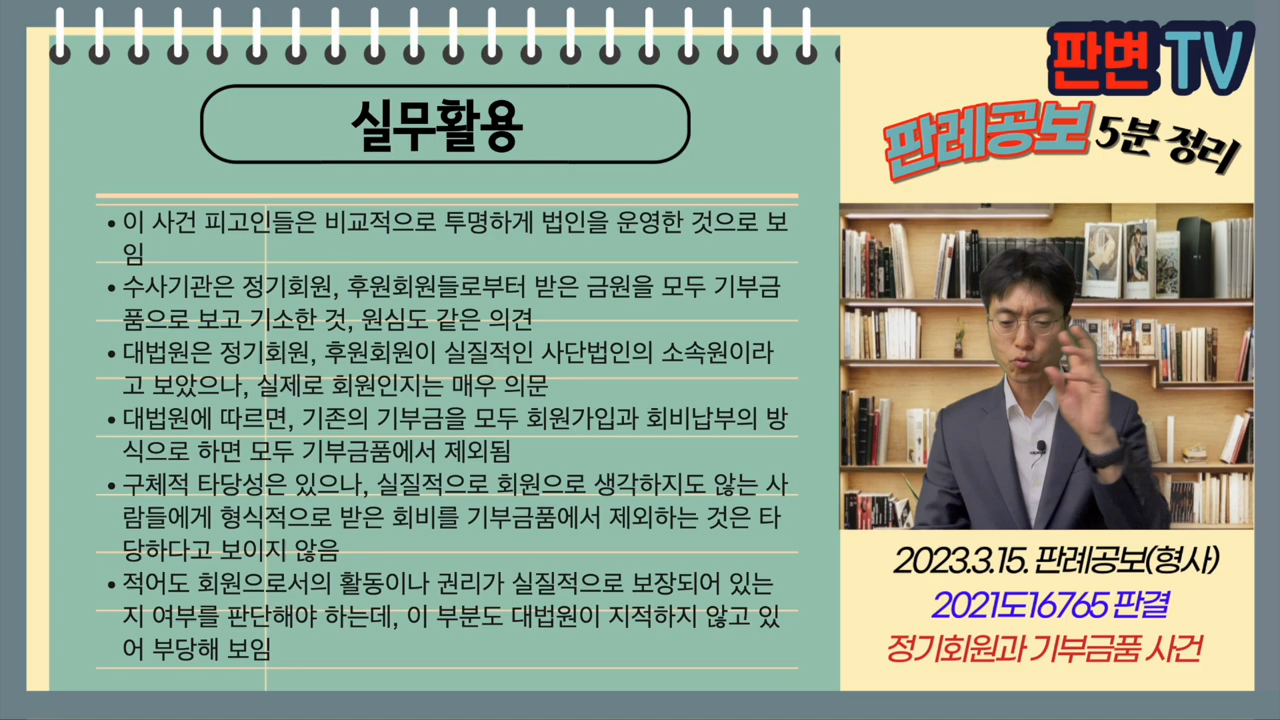 실무활용
• 이 사건 피고인들은 비교적으로 투명하게 법인을 운영한 것으로 보
임
• 수사기관은 정기회원, 후원회원들로부터 받은 금원을 모두 기부금
품으로 보고 기소한 것, 원심도 같은 의견
• 대법원은 정기회원, 후원회원이 실질적인 사단법인의 소속원이라
고 보았으나, 실제로 회원인지는 매우 의문
• 대법원에 따르면, 기존의 기부금을 모두 회원가입과 회비납부의 방
식으로 하면 모두 기부금품에서 제외됨
• 구체적 타당성은 있으나, 실질적으로 회원으로 생각하지도 않는 사
람들에게 형식적으로 받은 회비를 기부금품에서 제외하는 것은 타
당하다고 보이지 않음
• 적어도 회원으로서의 활동이나 권리가 실질적으로 보장되어 있는
지 여부를 판단해야 하는데, 이 부분도 대법원이 지적하지 않고 있
어 부당해 보임
판변 TV
판례공보 5분 정리
2023.3.15. 판례공보(형사)
2021도16765 판결
정기회원과 기부금품 사건